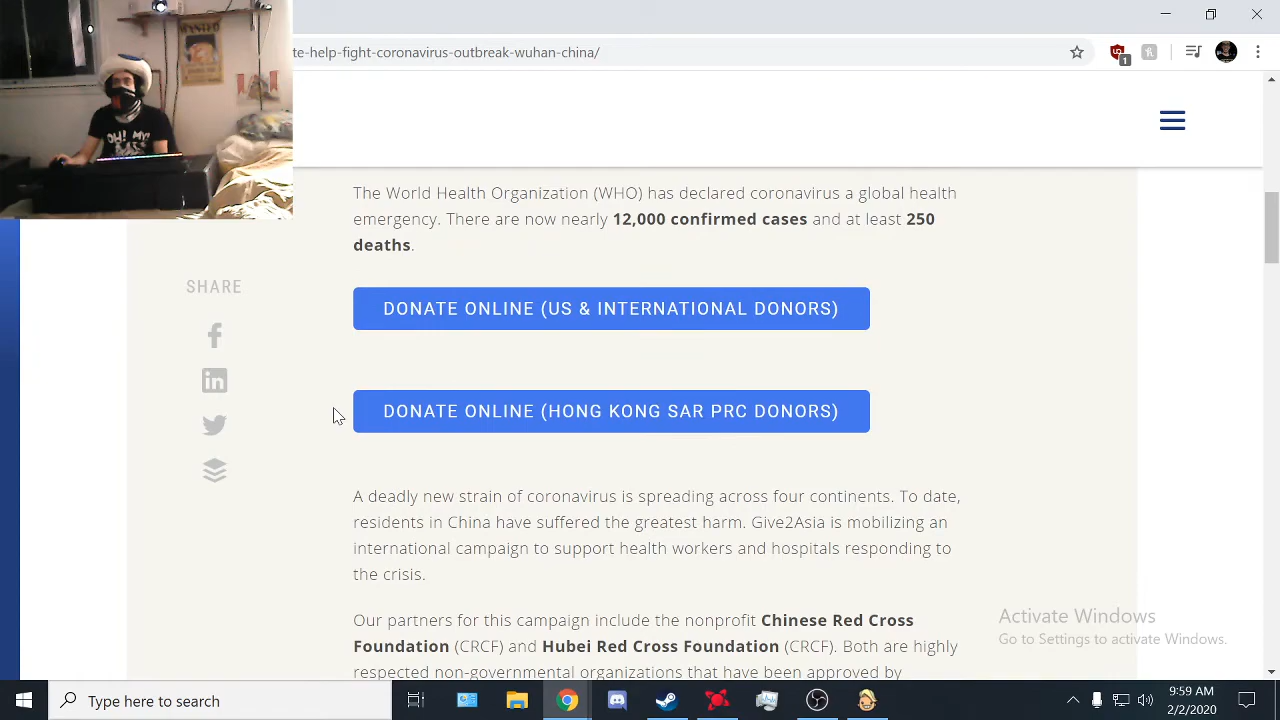 WANTED
OH! MY!
te-help-fight-coronavirus-outbreak-wuhan-china/
1
The World Health Organization (WHO) has declared coronavirus a global health
emergency. There are now nearly 12,000 confirmed cases and at least 250
deaths.
SHARE
DONATE ONLINE (US & INTERNATIONAL DONORS)
DONATE ONLINE (HONG KONG SAR PRC DONORS)
A deadly new strain of coronavirus is spreading across four continents. To date,
residents in China have suffered the greatest harm. Give2Asia is mobilizing an
international campaign to support health workers and hospitals responding to
the crisis.
Our partners for this campaign include the nonprofit Chinese Red Cross
Foundation (CRCF) and Hubei Red Cross Foundation (CRCF). Both are highly
respected non-governmental organizations that have been approved by
Activate Windows
Go to Settings to activate Windows.
Type here to search
9:59 AM
2/2/2020